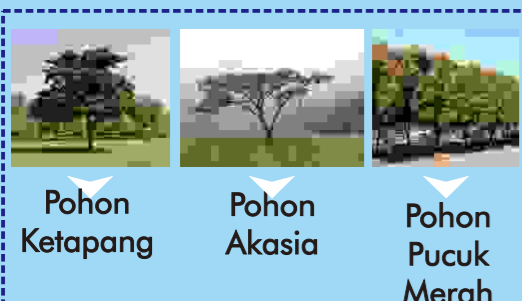 Pohon
Ketapang
Pohon
Akasia
Pohon
Pucuk
Merah